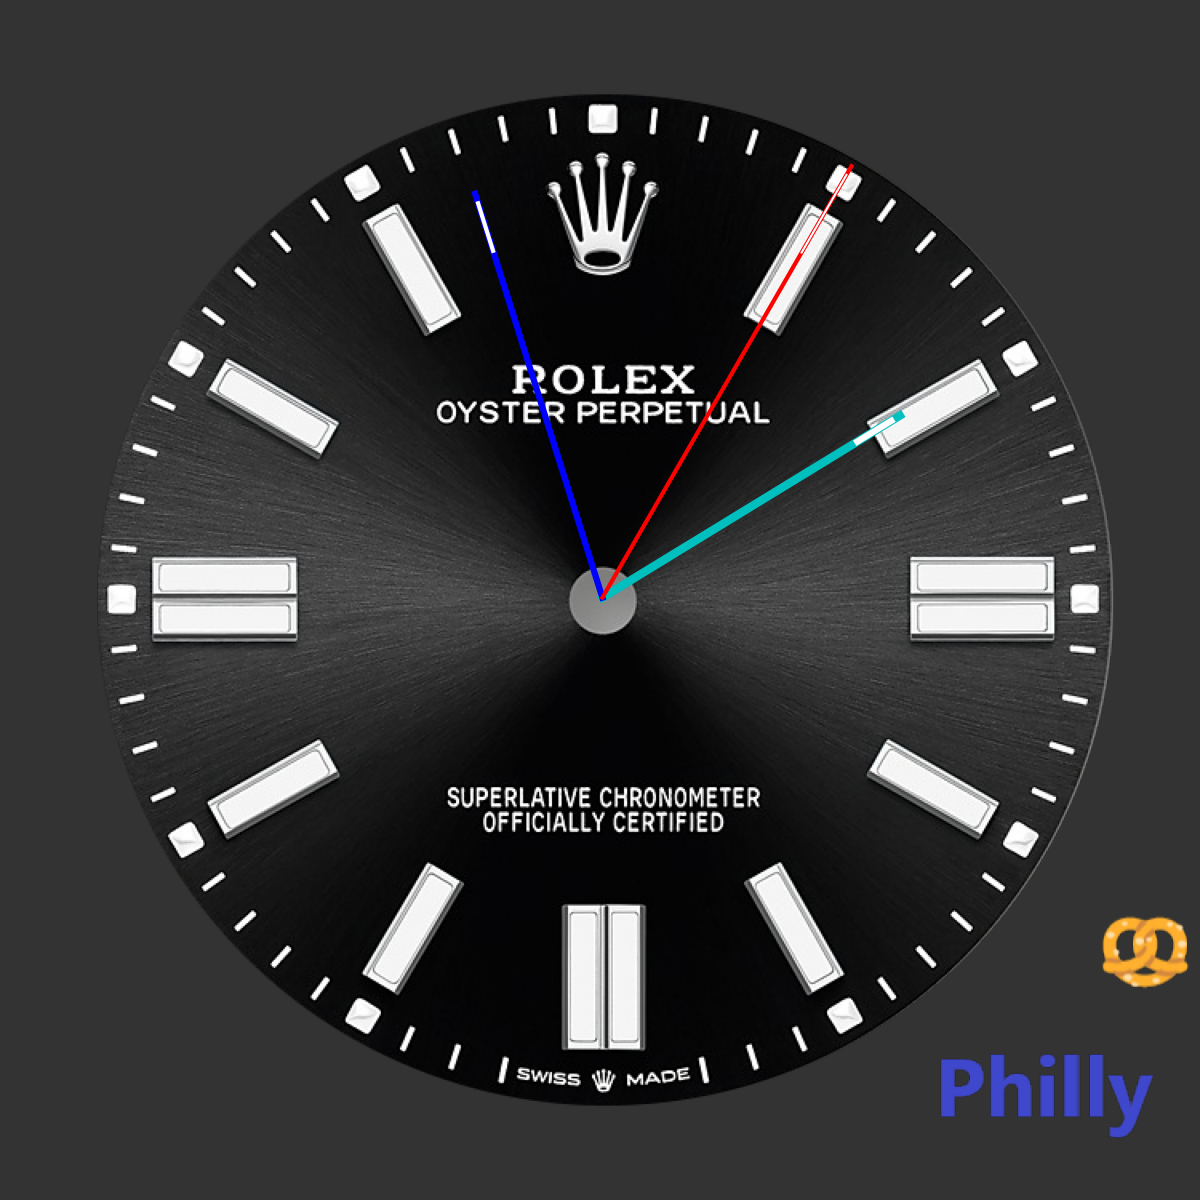 ROLEX
OYSTER PERPETUAL
SUPERLATIVE CHRONOMETER
OFFICIALLY CERTIFIED
SWISS MADE
Philly